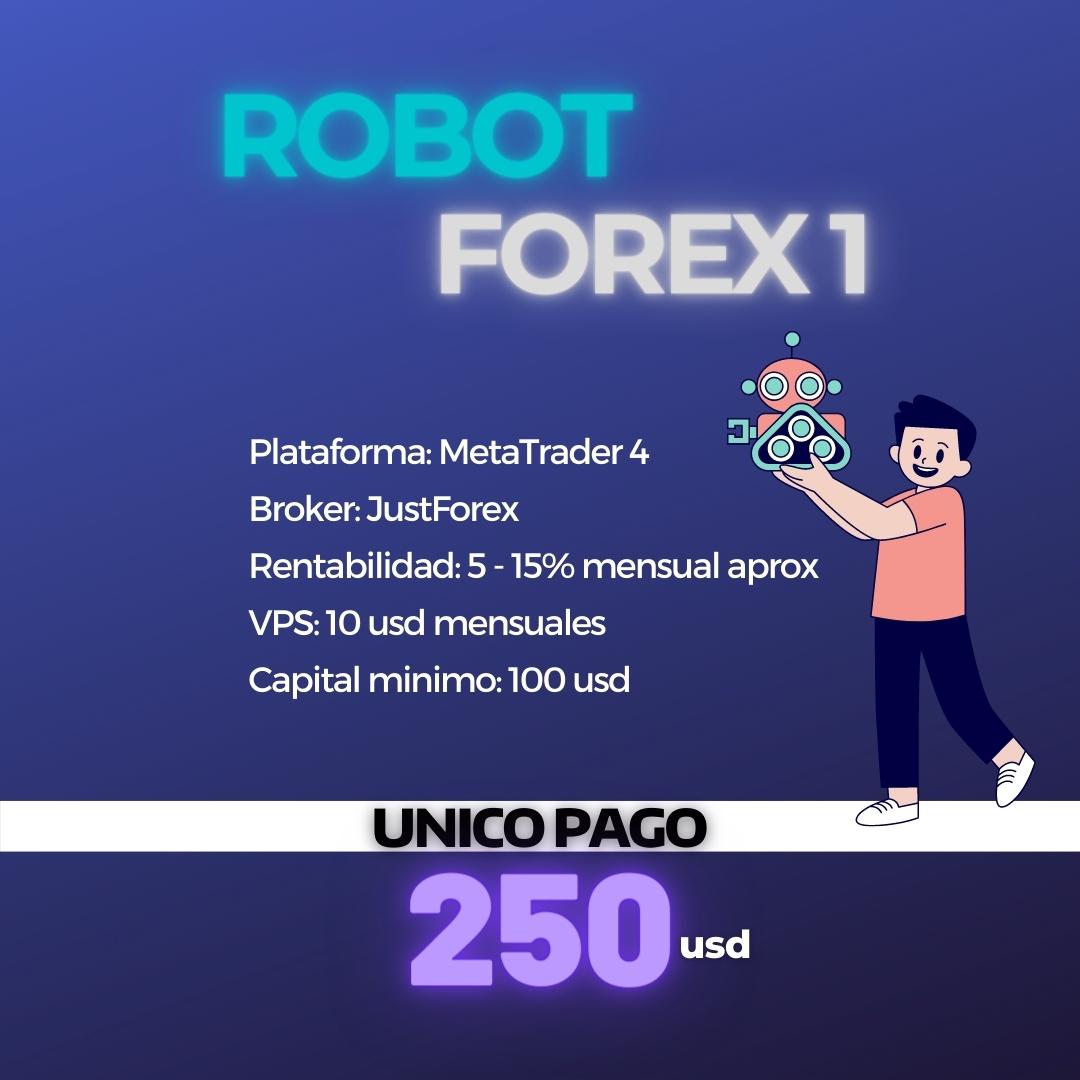 ROBOT
FOREX 1
Plataforma: MetaTrader 4
Broker: JustForex
Rentabilidad: 5 - 15% mensual aprox
VPS: 10 usd mensuales
Capital minimo: 100 usd
UNICO PAGO
250 usd